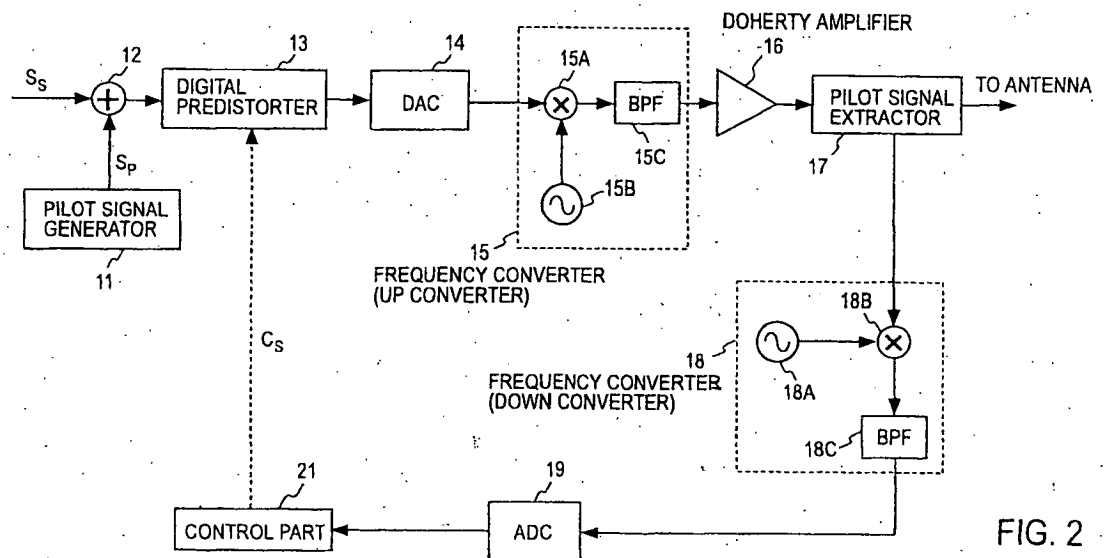 DOHERTY AMPLIFIER
12
13
14
15A
16
S_S
+
DIGITAL
PREDISTORTER
DAC
×
BPF
PILOT SIGNAL
EXTRACTOR
TO ANTENNA
15C
17
S_P
15B
PILOT SIGNAL
GENERATOR
11
15
FREQUENCY CONVERTER
(UP CONVERTER)
18B
×
C_S
18
18A
FREQUENCY CONVERTER
(DOWN CONVERTER)
18C
BPF
21
19
CONTROL PART
ADC
FIG. 2